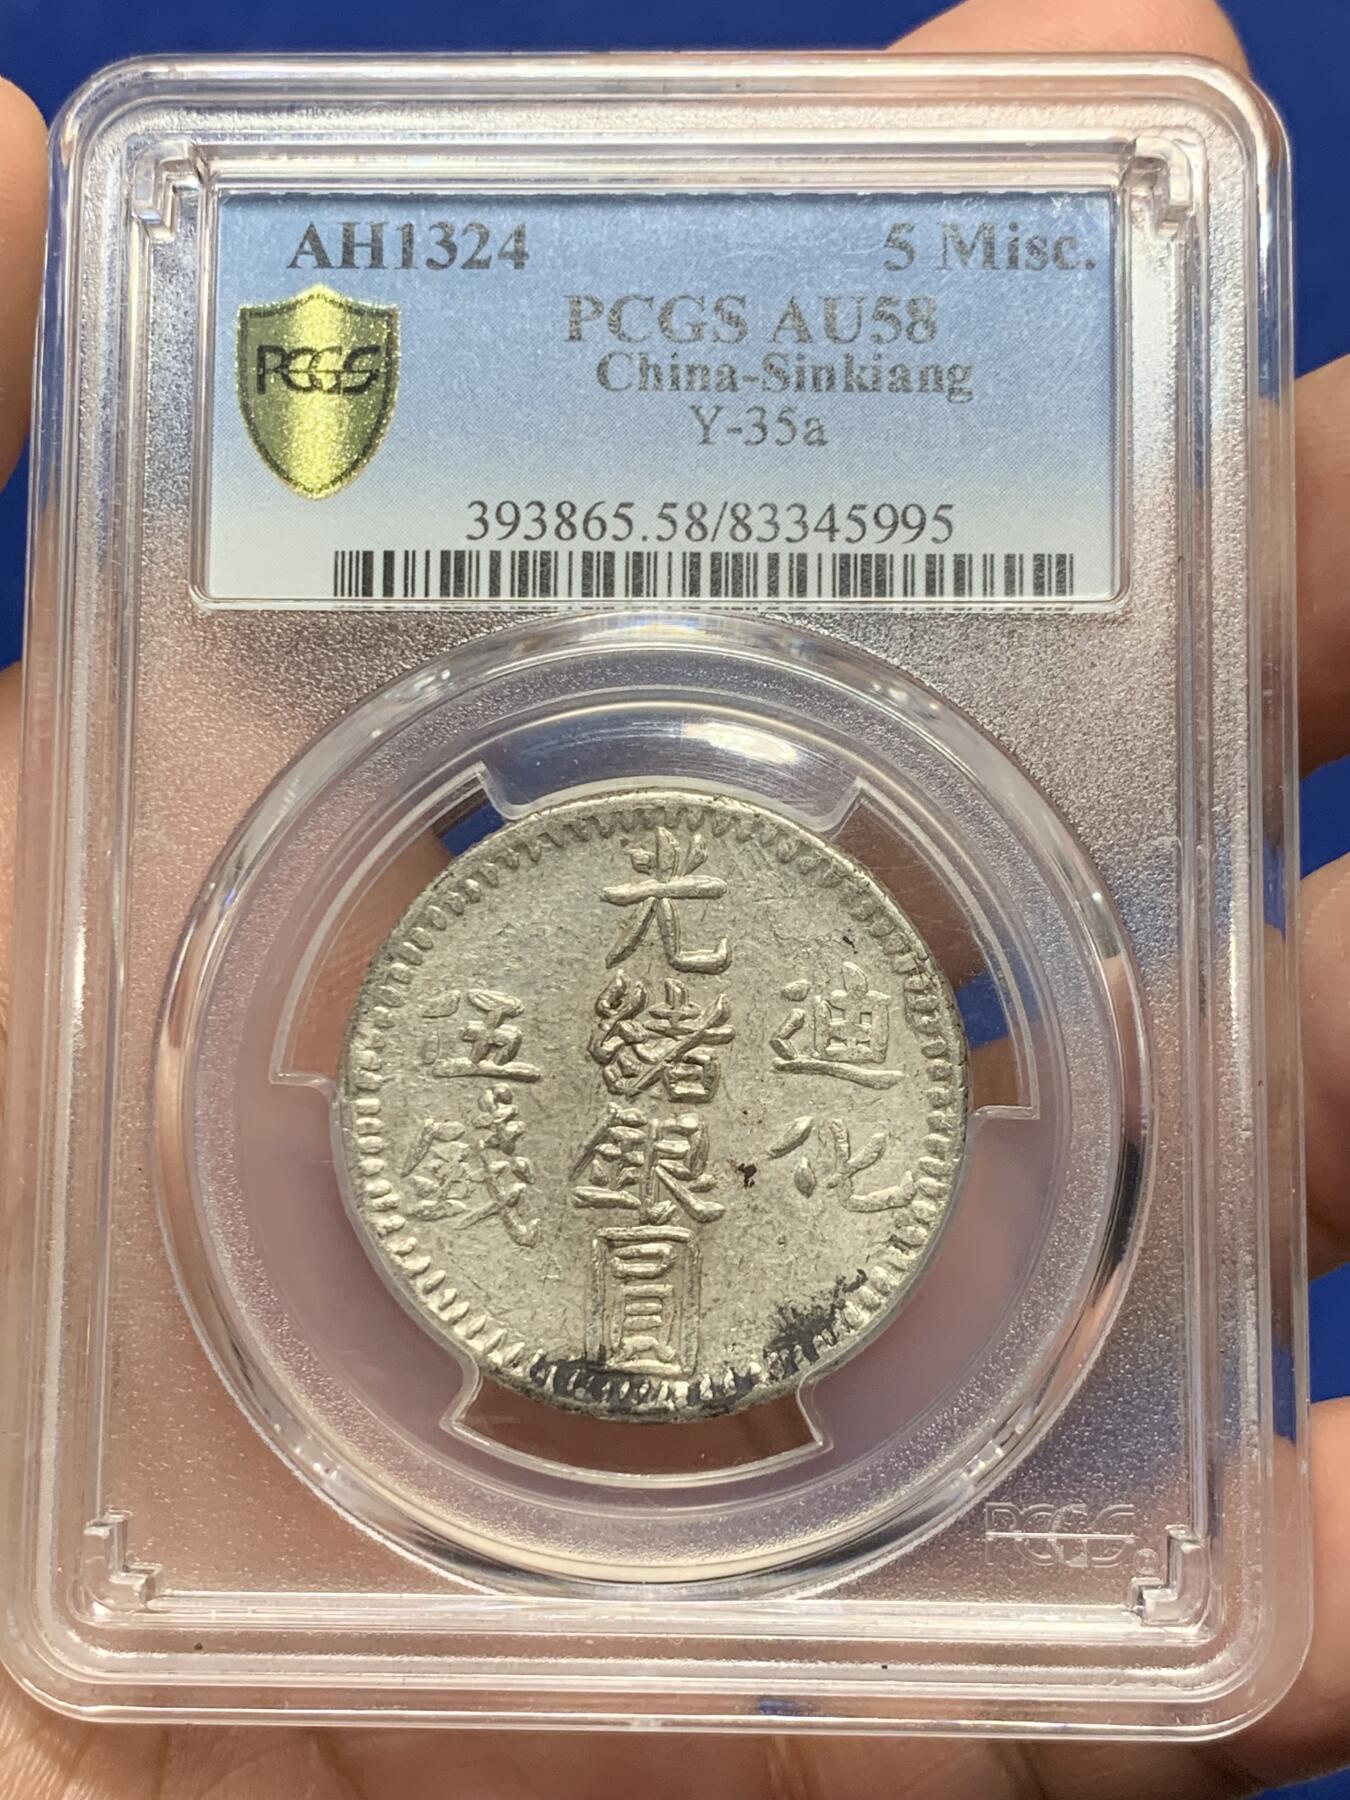 AH1324
5 Misc.
PCGS
PCGS AU58
China-Sinkiang
Y-35a
393865.58/83345995
光緒銀圓
迪化
伍錢
PCGS